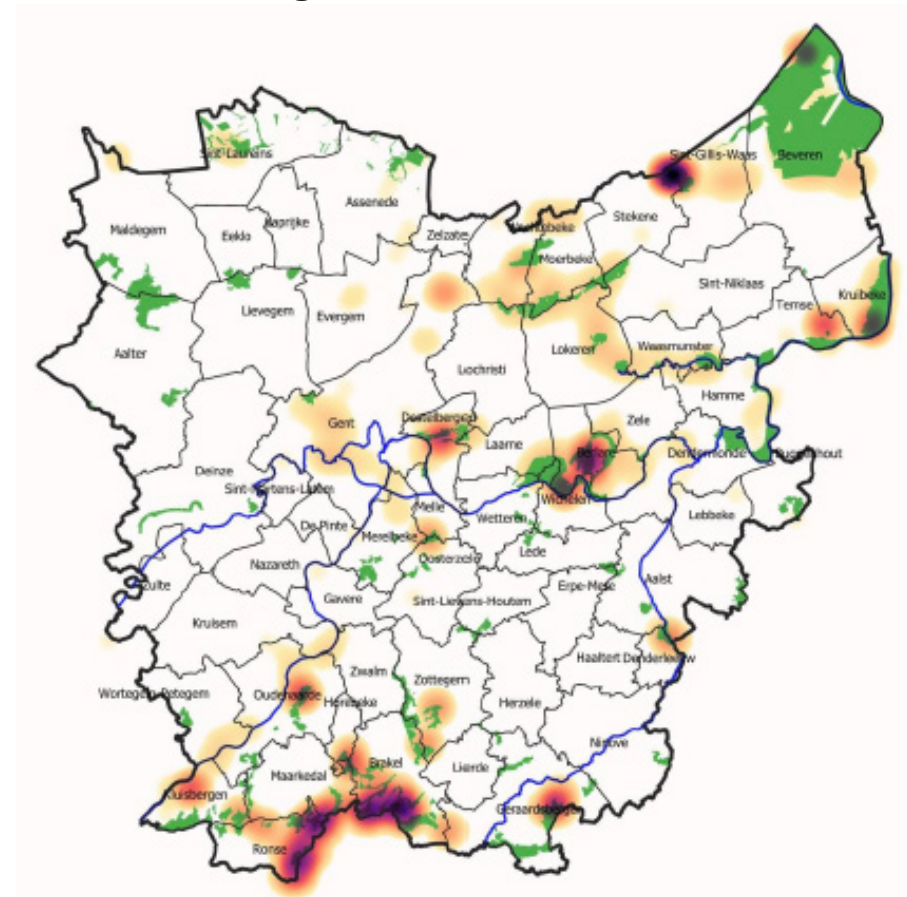 Sint-Laureins
Sint-Gillis-Waas
Beveren
Assenede
Stekene
Maldegem
Eeklo
Kaprijke
Zelzate
Moerbeke
Sint-Niklaas
Kruibeke
Temse
Lievegem
Evergem
Aalter
Lokeren
Waasmunster
Lochristi
Hamme
Destelbergen
Zele
Gent
Laarne
Berlare
Dendermonde
Buggenhout
Deinze
Sint-Martens-Latem
Wichelen
Melle
Wetteren
Lebbeke
De Pinte
Merelbeke
Lede
Oosterzele
Nazareth
Aalst
Zulte
Erpe-Mere
Gavere
Sint-Lievens-Houtem
Kruisem
Haaltert
Denderleeuw
Zwalm
Zottegem
Wortegem-Petegem
Oudenaarde
Horebeke
Herzele
Ninove
Brakel
Lierde
Maarkedal
Kluisbergen
Geraardsbergen
Ronse